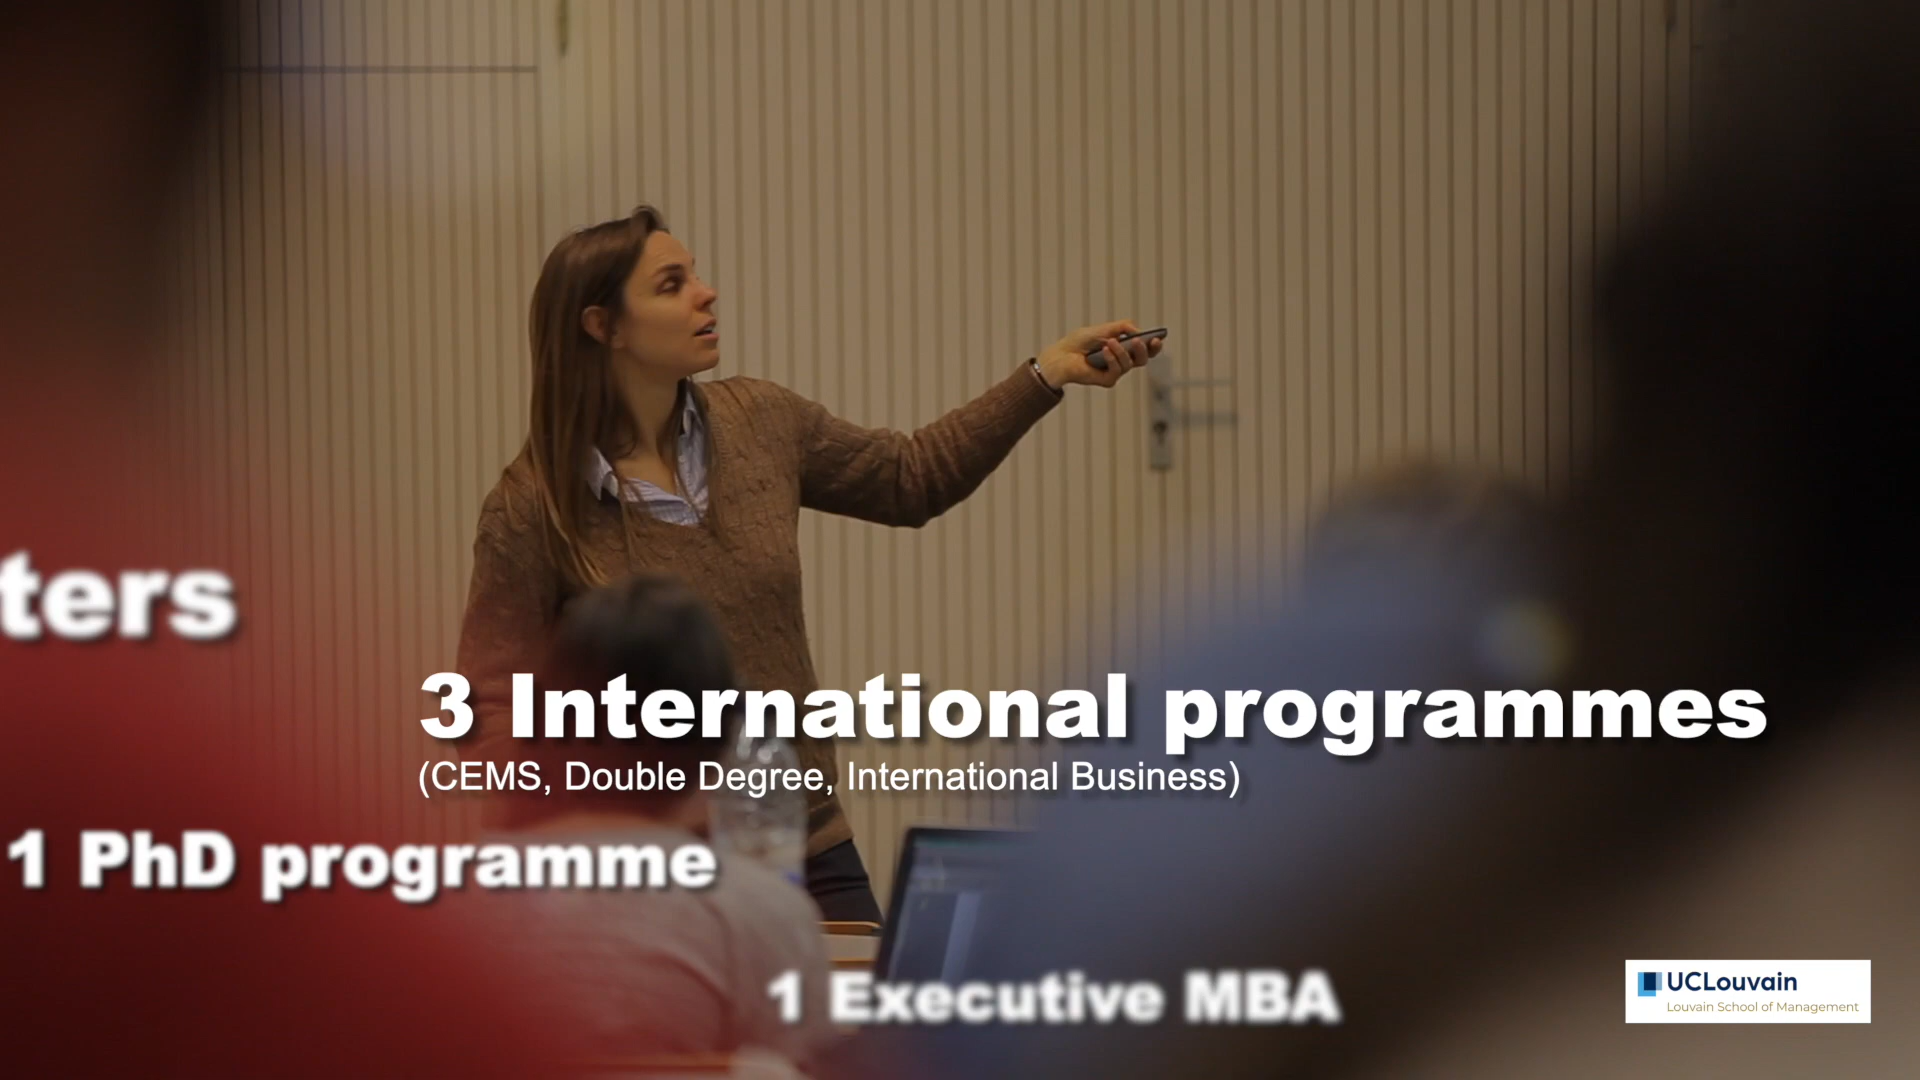 ters
3 International programmes
(CEMS, Double Degree, International Business)
1 PhD programme
1 Executive MBA
UCLouvain
Louvain School of Management